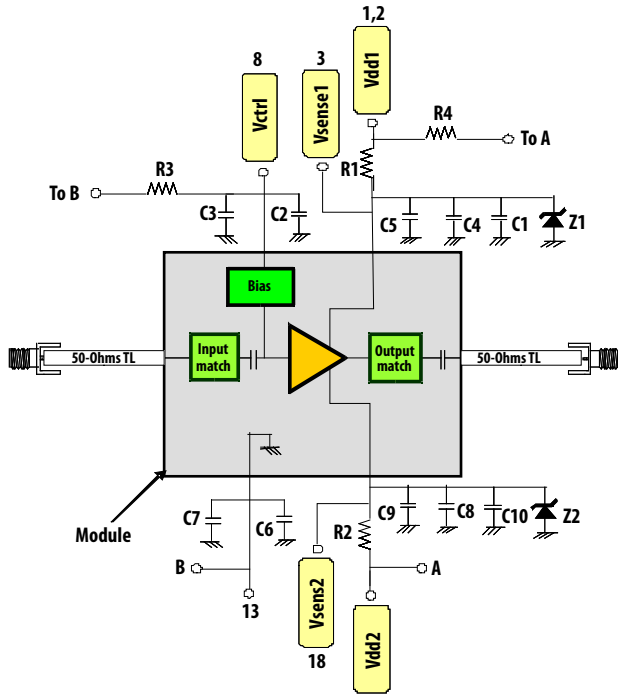 1,2
8
3
Vdd1
Vctrl
Vsense1
R4
To A
R1
R3
To B
C3
C2
C5
C4
C1
Z1
Bias
Input
match
Output
match
50-Ohms TL
50-Ohms TL
Module
C7
C6
C9
C8
C10
Z2
R2
B
A
13
Vsens2
Vdd2
18